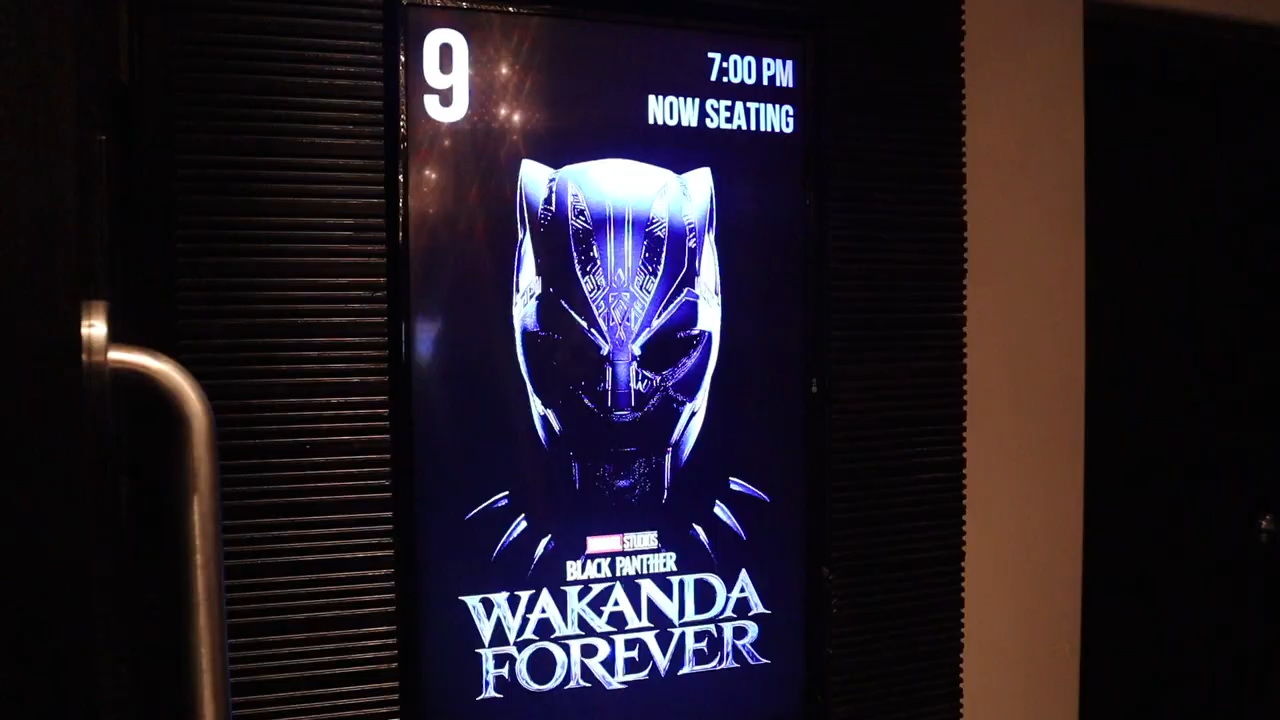 9
7:00 PM
NOW SEATING
MARVEL STUDIOS
BLACK PANTHER
WAKANDA
FOREVER